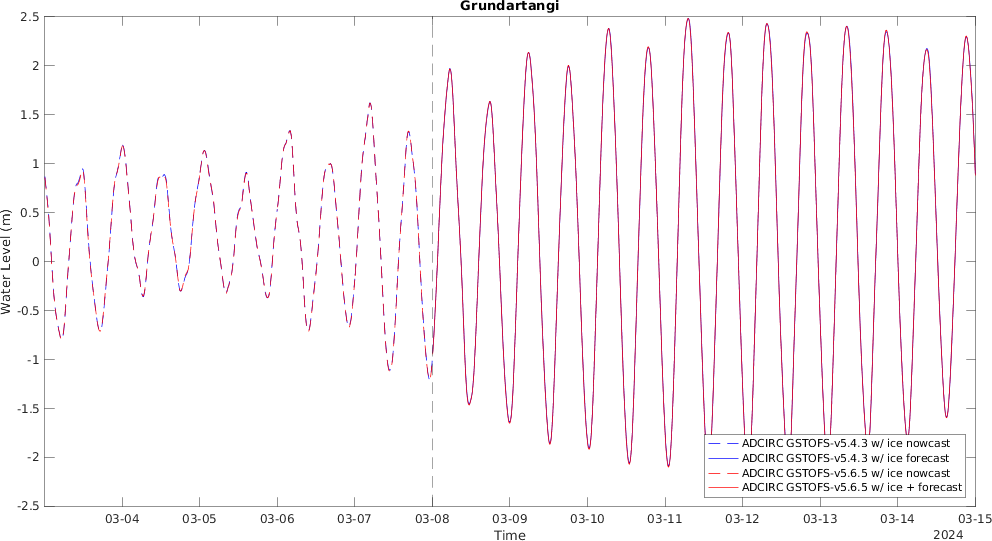 Grundartangi
2.5
2
1.5
1
0.5
0
-0.5
-1
-1.5
-2
-2.5
Water Level (m)
ADCIRC GSTOFS-v5.4.3 w/ ice nowcast
ADCIRC GSTOFS-v5.4.3 w/ ice forecast
ADCIRC GSTOFS-v5.6.5 w/ ice nowcast
ADCIRC GSTOFS-v5.6.5 w/ ice + forecast
03-04 03-05 03-06 03-07 03-08 03-09 03-10 03-11 03-12 03-13 03-14 03-15
Time
2024